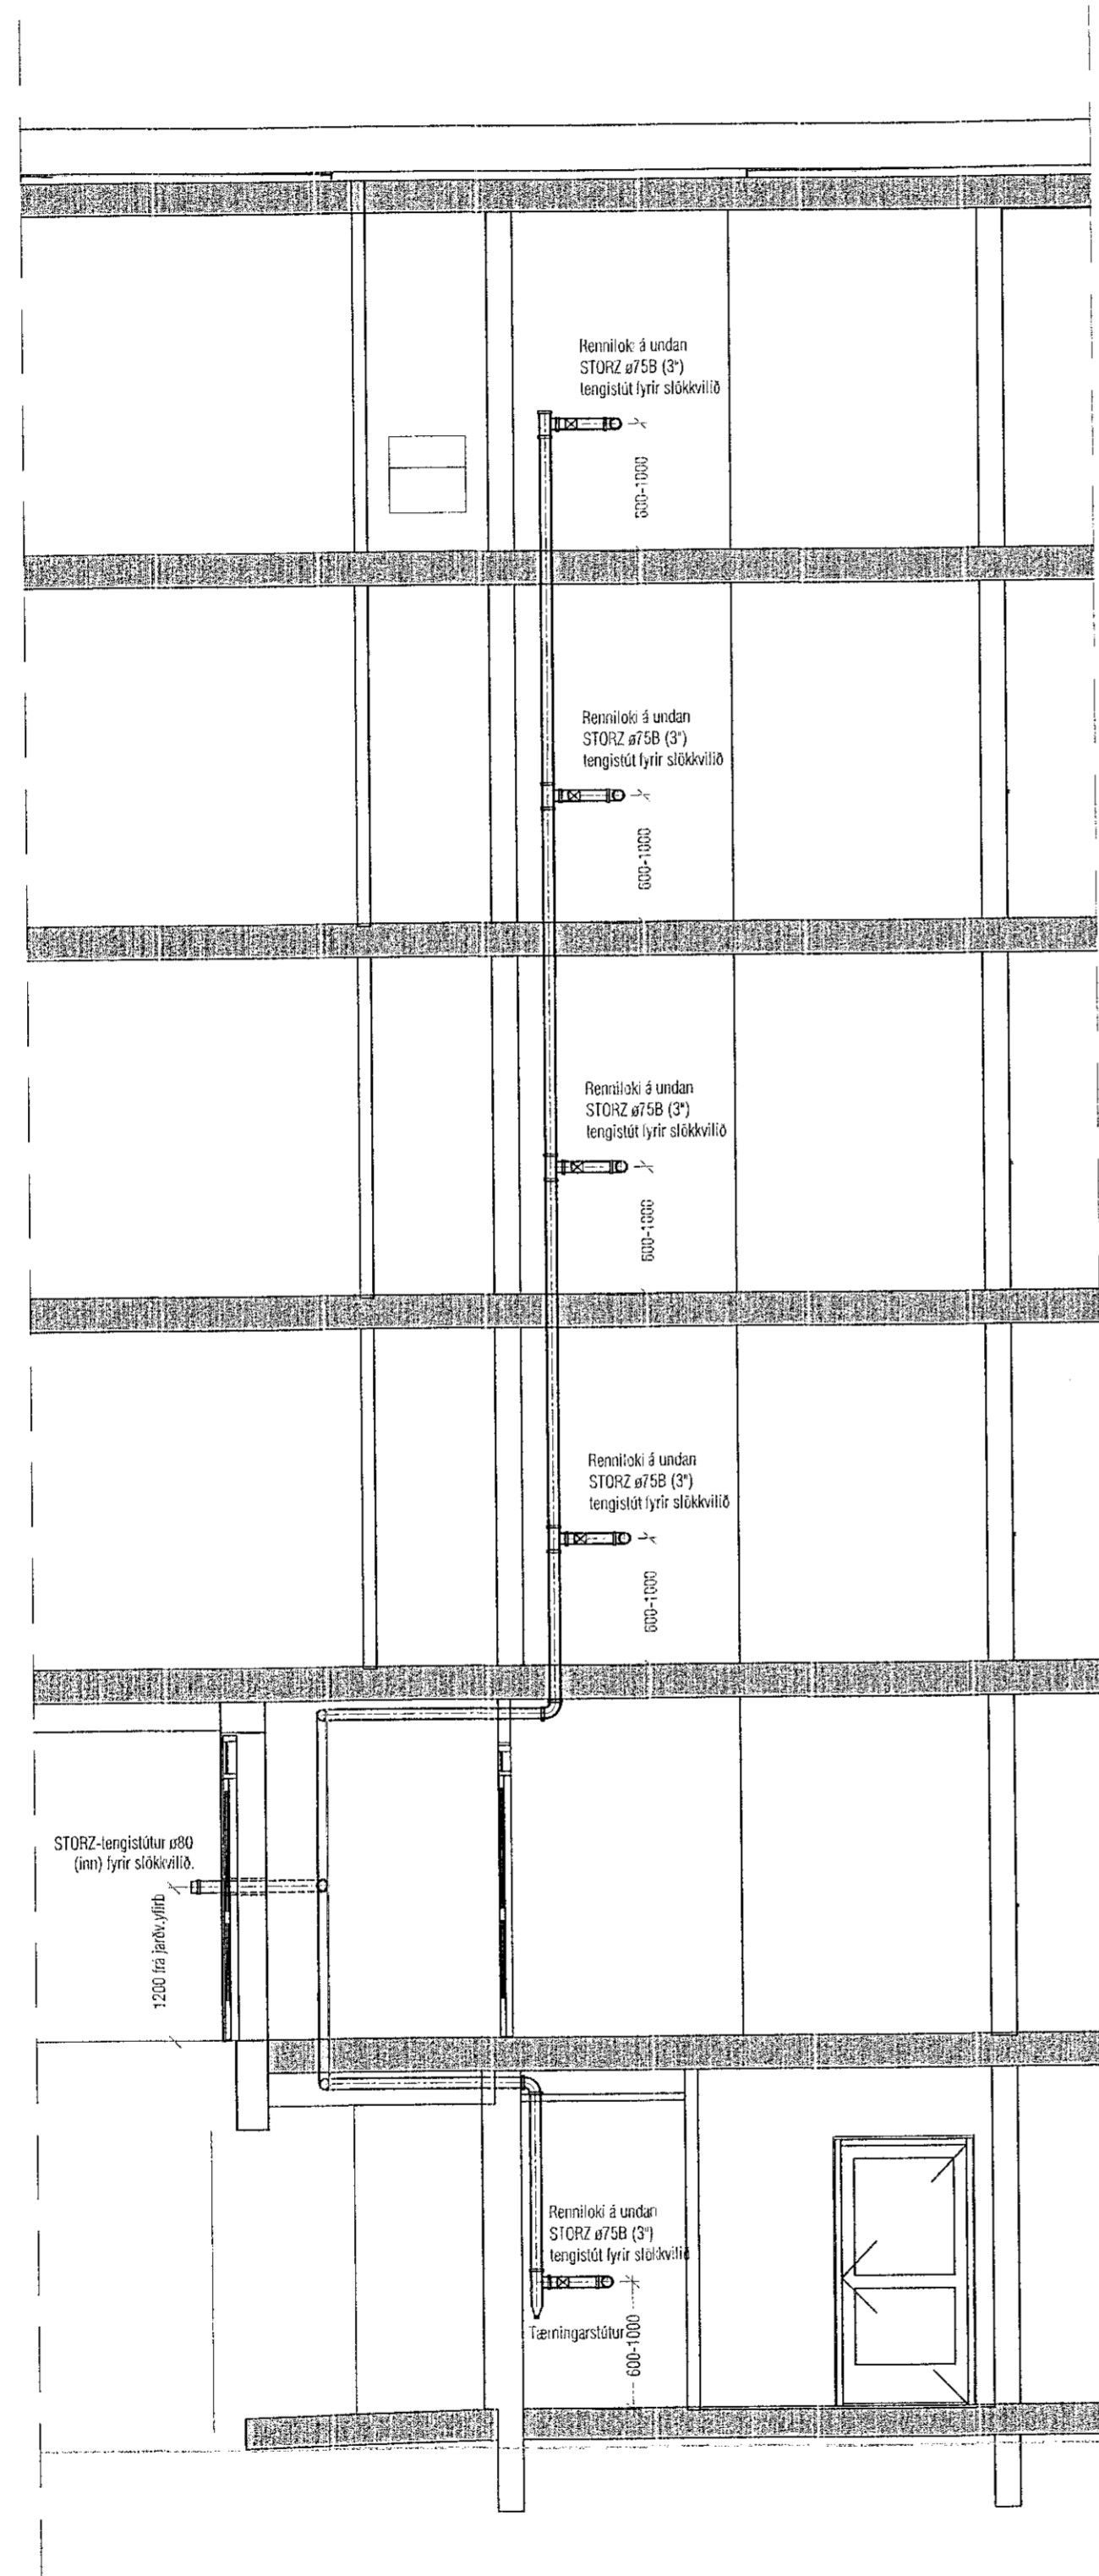 Renniloki á undan
STORZ ø75B (3")
tengistút fyrir slökkvilið
600-1000
Renniloki á undan
STORZ ø75B (3")
tengistút fyrir slökkvilið
600-1000
Renniloki á undan
STORZ ø75B (3")
tengistút fyrir slökkvilið
600-1000
Renniloki á undan
STORZ ø75B (3")
tengistút fyrir slökkvilið
600-1000
STORZ-tengistútur ø80
(inn) fyrir slökkvilið.
1200 frá jarðv.yfirb
Renniloki á undan
STORZ ø75B (3")
tengistút fyrir slökkvilið
Tærningarstútur
600-1000